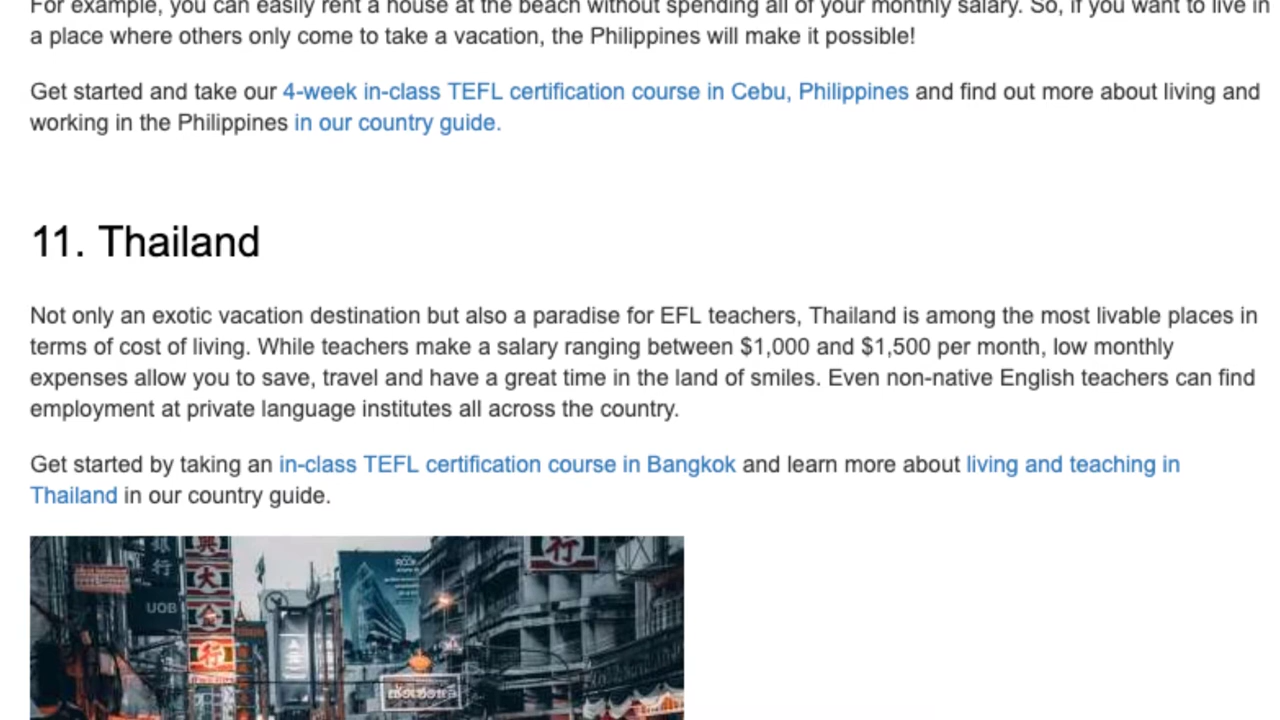 For example, you can easily rent a house at the beach without spending all of your monthly salary. So, if you want to live in
a place where others only come to take a vacation, the Philippines will make it possible!
Get started and take our 4-week in-class TEFL certification course in Cebu, Philippines and find out more about living and
working in the Philippines in our country guide.
11. Thailand
Not only an exotic vacation destination but also a paradise for EFL teachers, Thailand is among the most livable places in
terms of cost of living. While teachers make a salary ranging between $1,000 and $1,500 per month, low monthly
expenses allow you to save, travel and have a great time in the land of smiles. Even non-native English teachers can find
employment at private language institutes all across the country.
Get started by taking an in-class TEFL certification course in Bangkok and learn more about living and teaching in
Thailand in our country guide.
銀行
UOB
興大金行
行